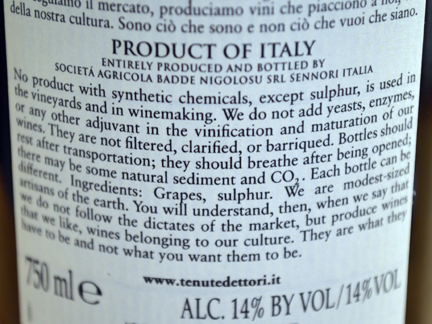 il mercato, produciamo vini che piacciono a noi,
della nostra cultura. Sono ciò che sono e non ciò che vuoi che siano.
PRODUCT OF ITALY
ENTIRELY PRODUCED AND BOTTLED BY
SOCIETÁ AGRICOLA BADDE NIGOLOSU SRL SENNORI ITALIA
No product with synthetic chemicals, except sulphur, is used in
the vineyards and in winemaking. We do not add yeasts, enzymes,
or any other adjuvant in the vinification and maturation of our
wines. They are not filtered, clarified, or barriqued. Bottles should
rest after transportation; they should breathe after being opened;
there may be some natural sediment and CO2. Each bottle can be
different. Ingredients: Grapes, sulphur. We are modest-sized
artisans of the earth. You will understand, then, when we say that
we do not follow the dictates of the market, but produce wines
that we like, wines belonging to our culture. They are what they
have to be and not what you want them to be.
www.tenutedettori.it
750 ml e
ALC. 14% BY VOL/14%VOL